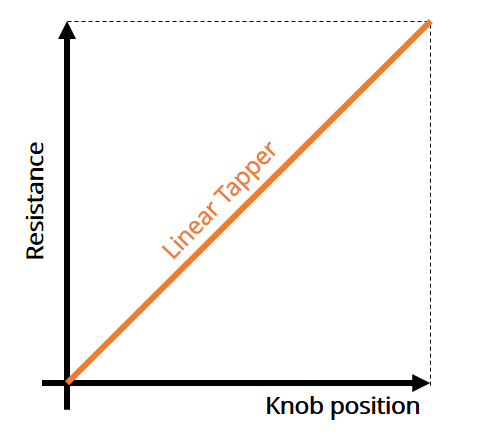 Resistance
Linear Tapper
Knob position